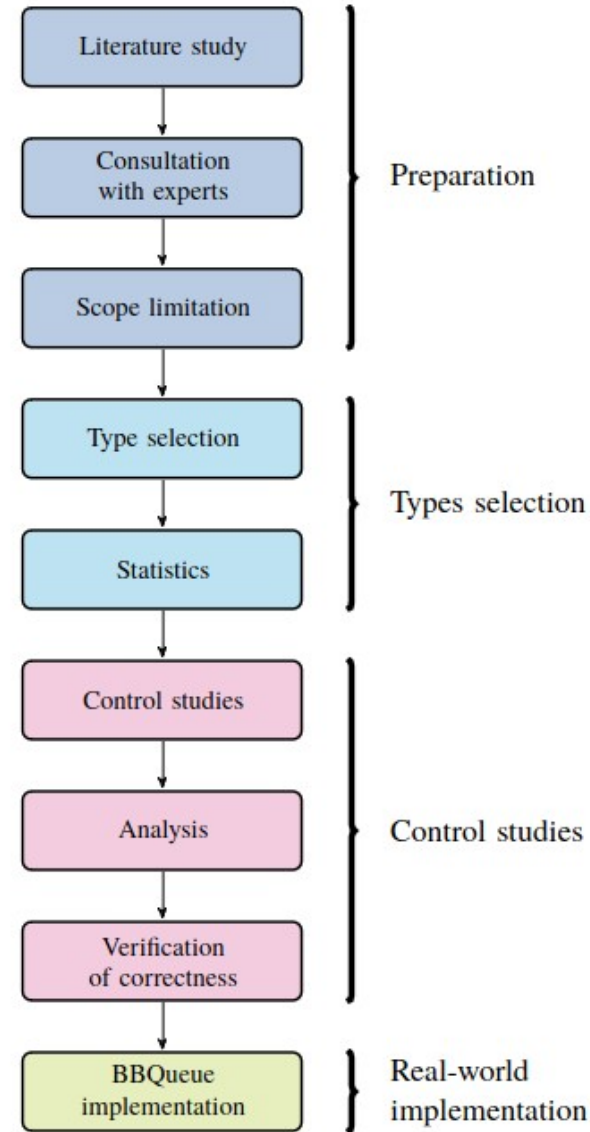 Literature study
Consultation
with experts
Scope limitation
Preparation
Type selection
Statistics
Types selection
Control studies
Analysis
Verification
of correctness
Control studies
BBQueue
implementation
Real-world
implementation